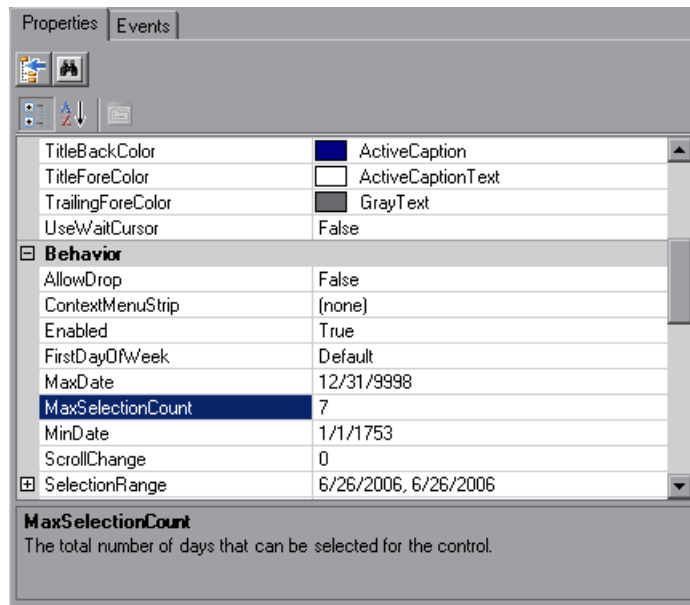 Properties Events
TitleBackColor ActiveCaption
TitleForeColor ActiveCaptionText
TrailingForeColor GrayText
UseWaitCursor False
Behavior
AllowDrop False
ContextMenuStrip (none)
Enabled True
FirstDayOfWeek Default
MaxDate 12/31/9998
MaxSelectionCount 7
MinDate 1/1/1753
ScrollChange 0
SelectionRange 6/26/2006, 6/26/2006
MaxSelectionCount
The total number of days that can be selected for the control.